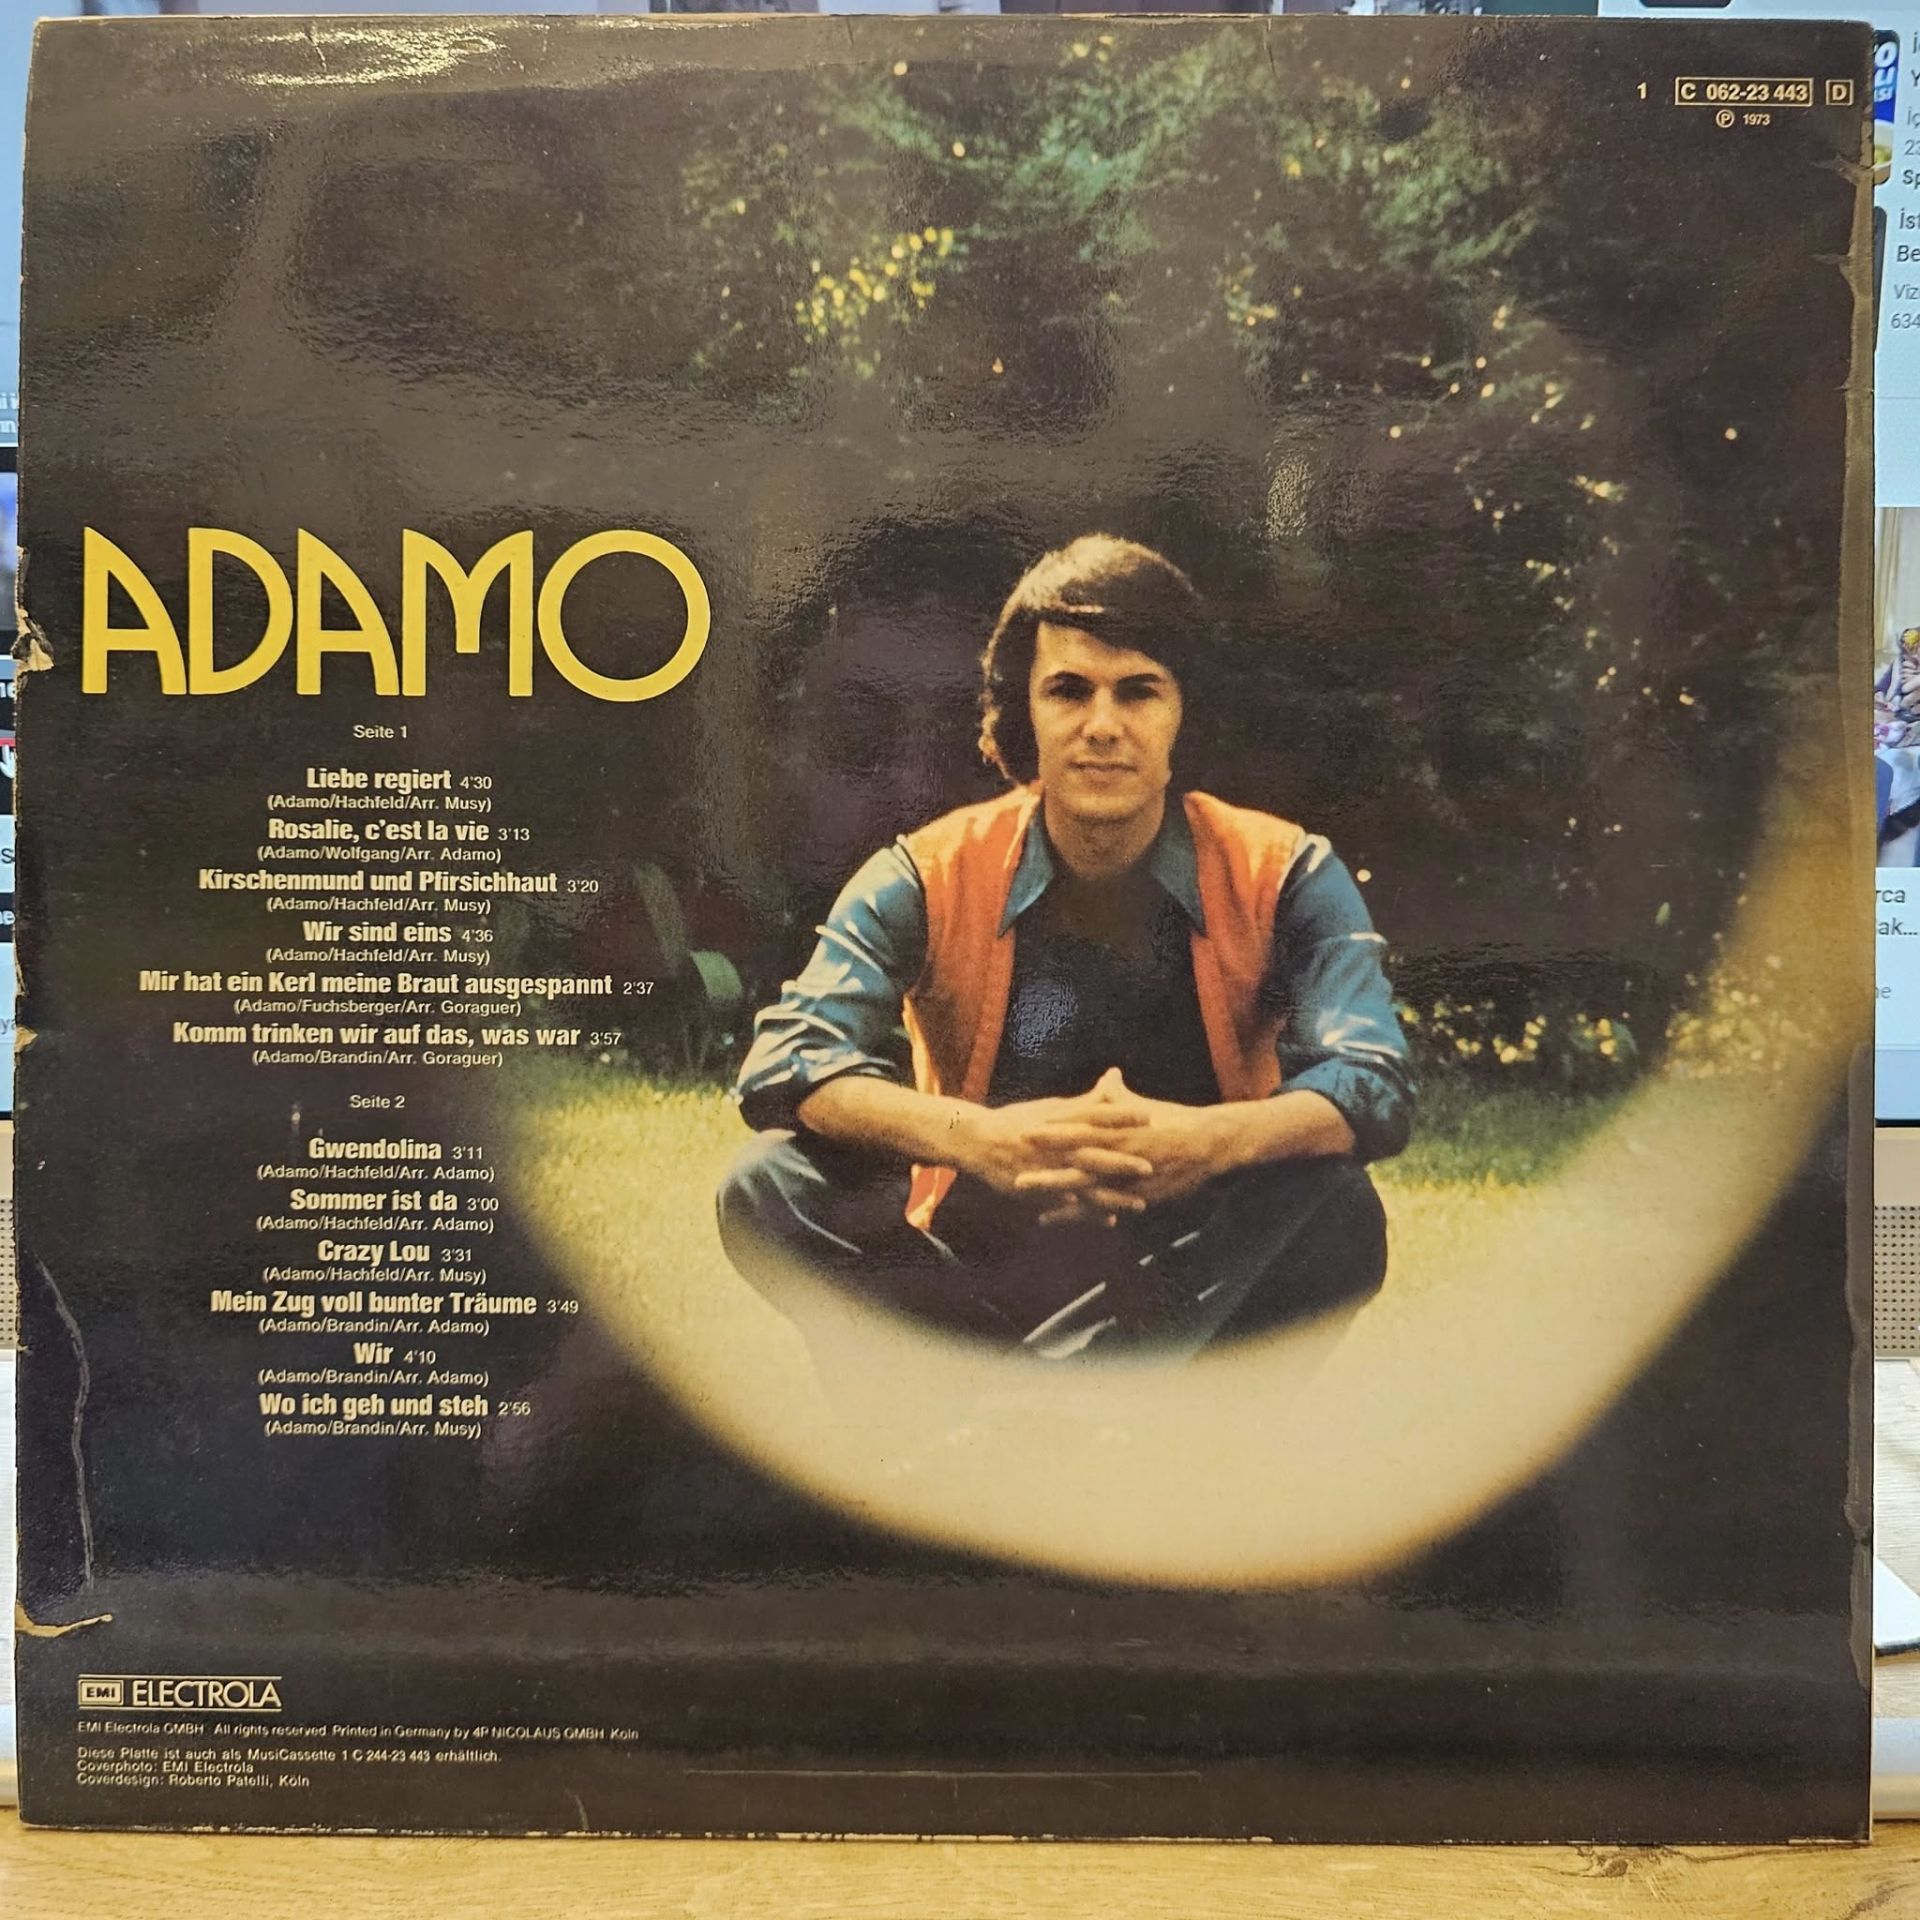 1 C 062-23 443 D
℗ 1973
ADAMO
Seite 1
Liebe regiert 4'30
(Adamo/Hachfeld/Arr. Musy)
Rosalie, c'est la vie 3'13
(Adamo/Wolfgang/Arr. Adamo)
Kirschenmund und Pfirsichhaut 3'20
(Adamo/Hachfeld/Arr. Musy)
Wir sind eins 4'36
(Adamo/Hachfeld/Arr. Musy)
Mir hat ein Kerl meine Braut ausgespannt 2'37
(Adamo/Fuchsberger/Arr. Goraguer)
Komm trinken wir auf das, was war 3'57
(Adamo/Brandin/Arr. Goraguer)
Seite 2
Gwendolina 3'11
(Adamo/Hachfeld/Arr. Adamo)
Sommer ist da 3'00
(Adamo/Hachfeld/Arr. Adamo)
Crazy Lou 3'31
(Adamo/Hachfeld/Arr. Musy)
Mein Zug voll bunter Träume 3'49
(Adamo/Brandin/Arr. Adamo)
Wir 4'10
(Adamo/Brandin/Arr. Adamo)
Wo ich geh und steh 2'56
(Adamo/Brandin/Arr. Musy)
EMI ELECTROLA
EMI Electrola GMBH All rights reserved Printed in Germany by 4P NICOLAUS GMBH Köln
Diese Platte ist auch als MusiCassette 1 C 244-23 443 erhältlich.
Coverphoto: EMI Electrola
Coverdesign: Roberto Patelli, Köln